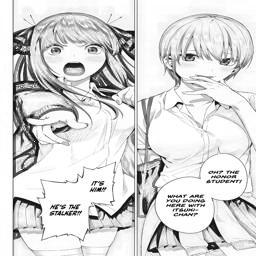 OH? THE
HONOR
STUDENT!
WHAT ARE
YOU DOING
HERE WITH
ITSUKI-
CHAN?
IT'S
HIM!!
HE'S THE
STALKER!!